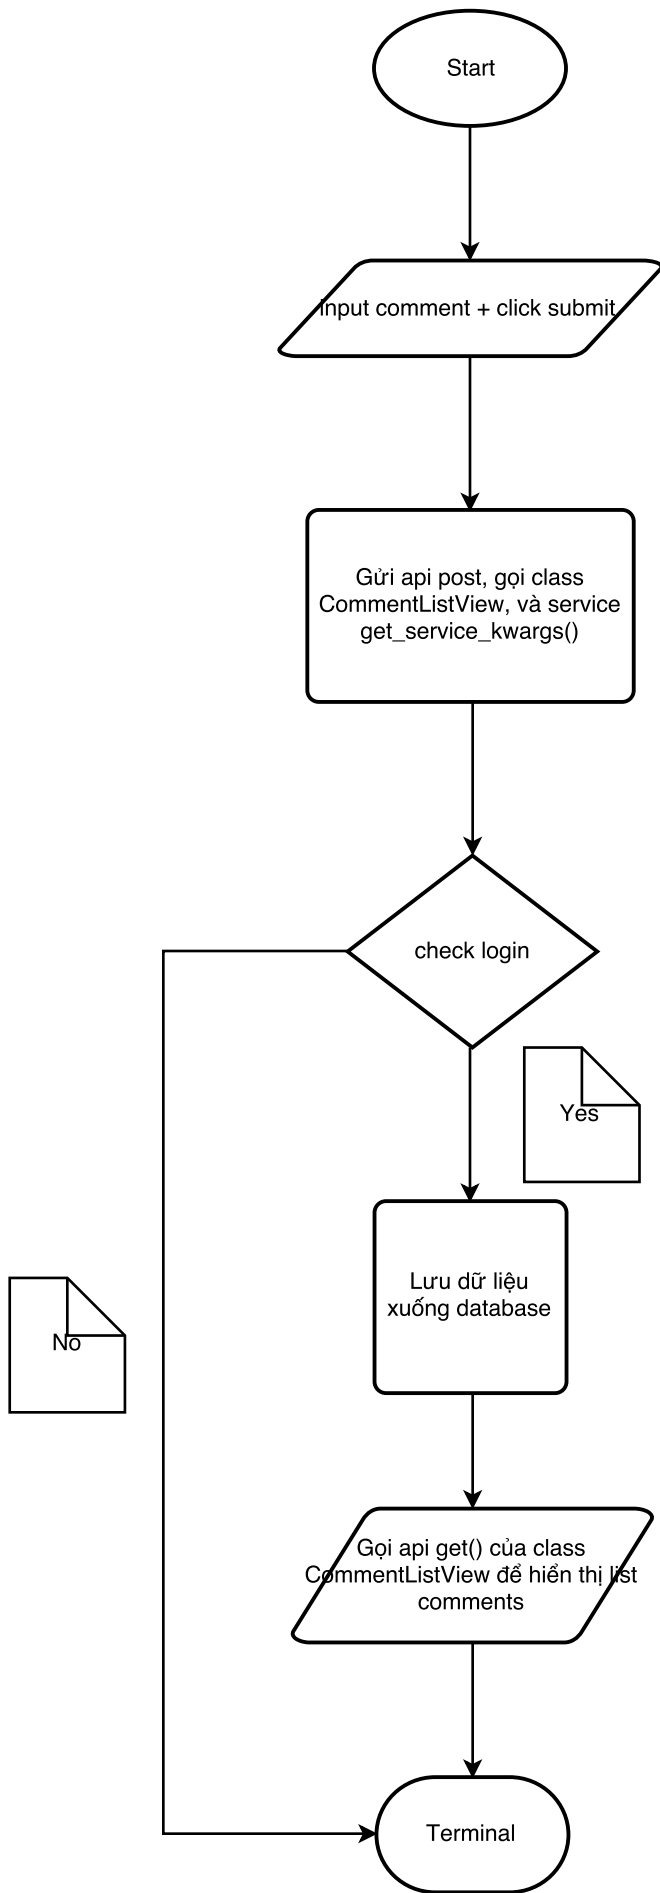 Start
input comment + click submit
Gửi api post, gọi class
CommentListView, và service
get_service_kwargs()
check login
Yes
Lưu dữ liệu
xuống database
No
Gọi api get() của class
CommentListView để hiển thị list
comments
Terminal